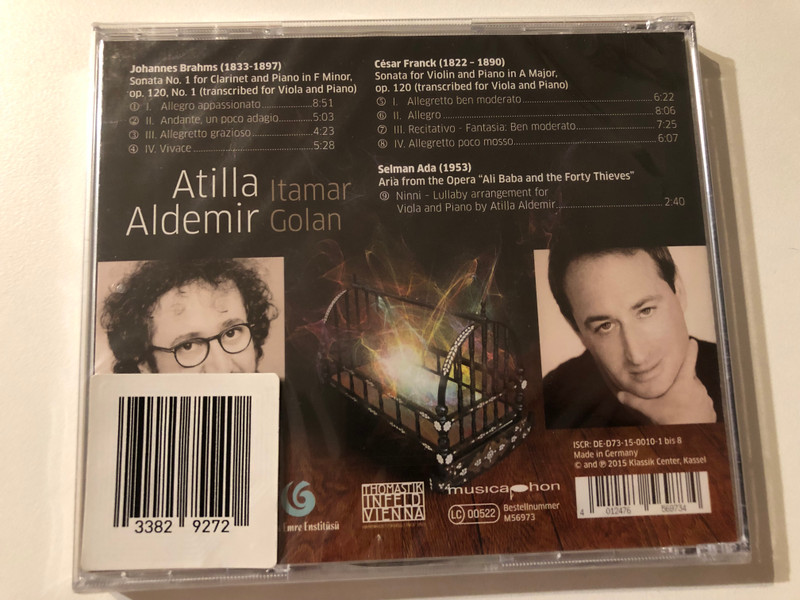 Johannes Brahms (1833-1897)
Sonata No. 1 for Clarinet and Piano in F Minor,
op. 120, No. 1 (transcribed for Viola and Piano)
① I. Allegro appassionato 8:51
② II. Andante, un poco adagio 5:03
③ III. Allegretto grazioso 4:23
④ IV. Vivace 5:28
César Franck (1822 – 1890)
Sonata for Violin and Piano in A Major,
op. 120 (transcribed for Viola and Piano)
⑤ I. Allegretto ben moderato 6:22
⑥ II. Allegro 8:06
⑦ III. Recitativo - Fantasia: Ben moderato 7:25
⑧ IV. Allegretto poco mosso 6:07
Selman Ada (1953)
Aria from the Opera "Ali Baba and the Forty Thieves"
⑨ Ninni - Lullaby arrangement for
Viola and Piano by Atilla Aldemir 2:40
Atilla
Aldemir
Itamar
Golan
3382 9272
Emre Enstitüsü
THOMASTIK
INFELD
VIENNA
musicaphon
LC 00522
Bestellnummer
M56973
ISCR: DE-D73-15-0010-1 bis 8
Made in Germany
© and ℗ 2015 Klassik Center, Kassel
4 012476 569734